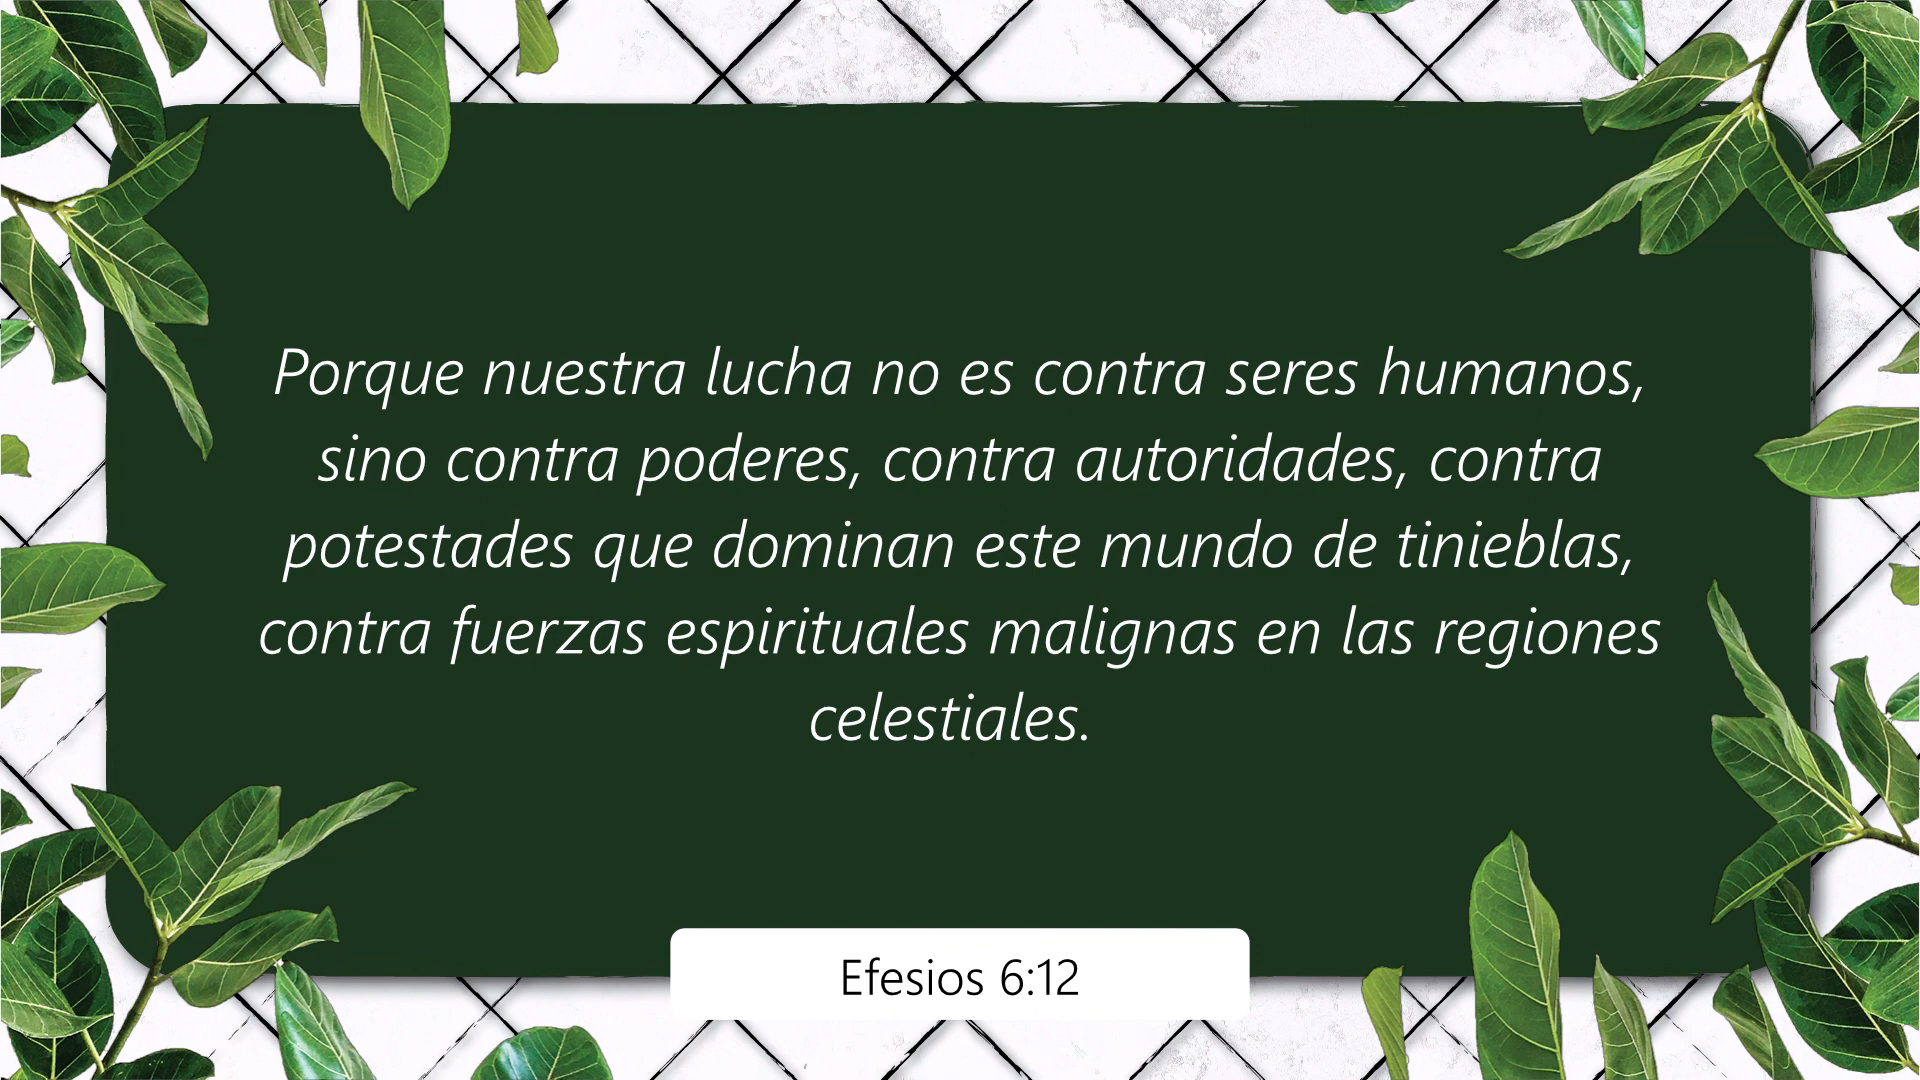 Porque nuestra lucha no es contra seres humanos,
sino contra poderes, contra autoridades, contra
potestades que dominan este mundo de tinieblas,
contra fuerzas espirituales malignas en las regiones
celestiales.
Efesios 6:12